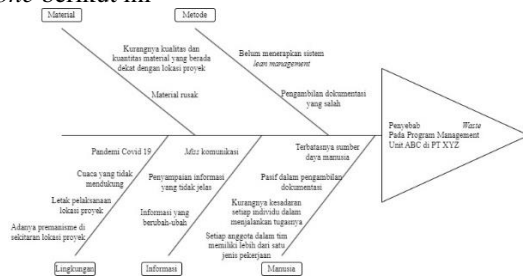 one berikut ini
Material
Metode
Kurangnya kualitas dan
kuantitas material yang berada
dekat dengan lokasi proyek
Material rusak
Belum menerapkan sistem
lean management
Pengambilan dokumentasi
yang salah
Penyebab Waste
Pada Program Management
Unit ABC di PT XYZ
Pandemi Covid 19
Cuaca yang tidak
mendukung
Letak pelaksanaan
lokasi proyek
Adanya premanisme di
sekitaran lokasi proyek
Miss komunikasi
Penyampaian informasi
yang tidak jelas
Informasi yang
berubah-ubah
Terbatasnya sumber
daya manusia
Pasif dalam pengambilan
dokumentasi
Kurangnya kesadaran
setiap individu dalam
menjalankan tugasnya
Setiap anggota dalam tim
memiliki lebih dari satu
jenis pekerjaan
Lingkungan
Informasi
Manusia